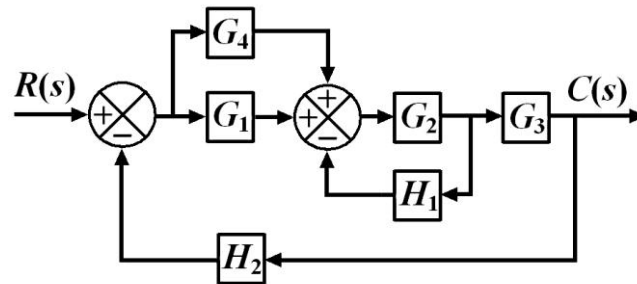 G₄
R(s) + − G₁ + + − G₂ G₃ C(s)
H₁
H₂